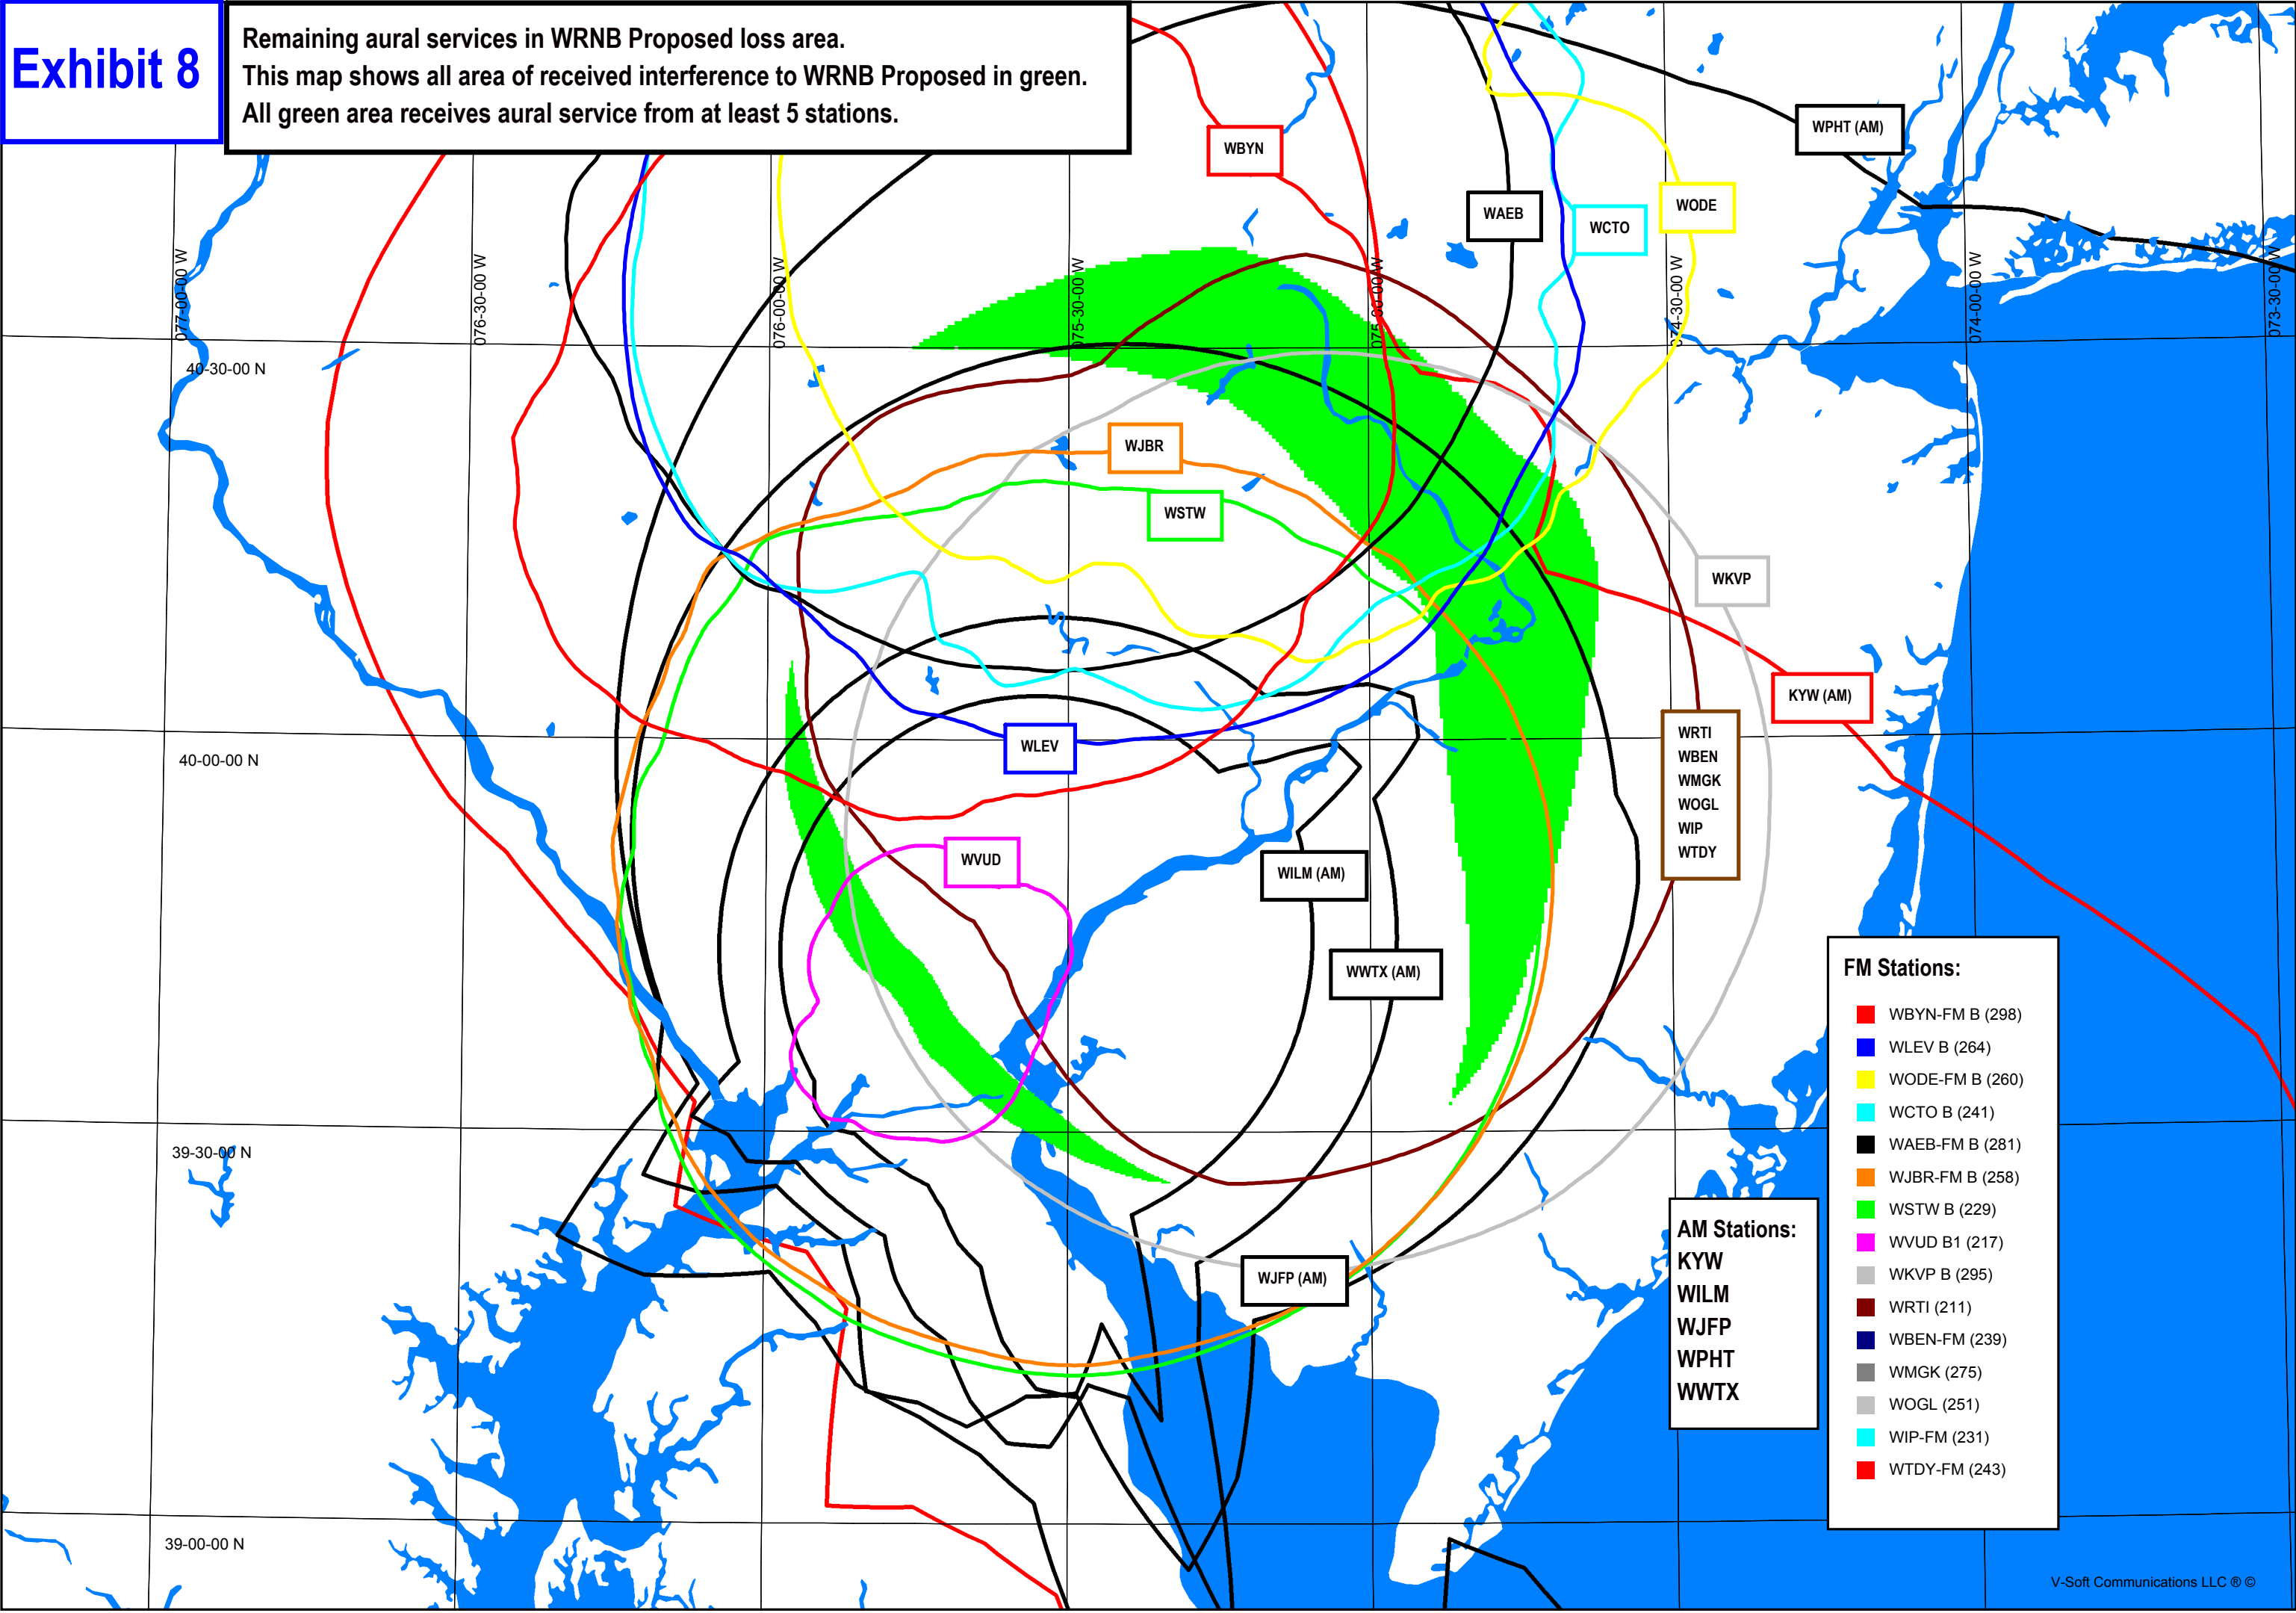 Exhibit 8
Remaining aural services in WRNB Proposed loss area.
This map shows all area of received interference to WRNB Proposed in green.
All green area receives aural service from at least 5 stations.
WPHT (AM)
WBYN
WAEB
WCTO
WODE
077-00-00 W
076-30-00 W
076-00-00 W
075-30-00 W
075-00-00 W
074-30-00 W
074-00-00 W
073-30-00 W
40-30-00 N
WJBR
WSTW
WKVP
KYW (AM)
WLEV
40-00-00 N
WRTI
WBEN
WMGK
WOGL
WIP
WTDY
WVUD
WILM (AM)
WWTX (AM)
39-30-00 N
WJFP (AM)
39-00-00 N
AM Stations:
KYW
WILM
WJFP
WPHT
WWTX
FM Stations:
WBYN-FM B (298)
WLEV B (264)
WODE-FM B (260)
WCTO B (241)
WAEB-FM B (281)
WJBR-FM B (258)
WSTW B (229)
WVUD B1 (217)
WKVP B (295)
WRTI (211)
WBEN-FM (239)
WMGK (275)
WOGL (251)
WIP-FM (231)
WTDY-FM (243)
V-Soft Communications LLC ® ©